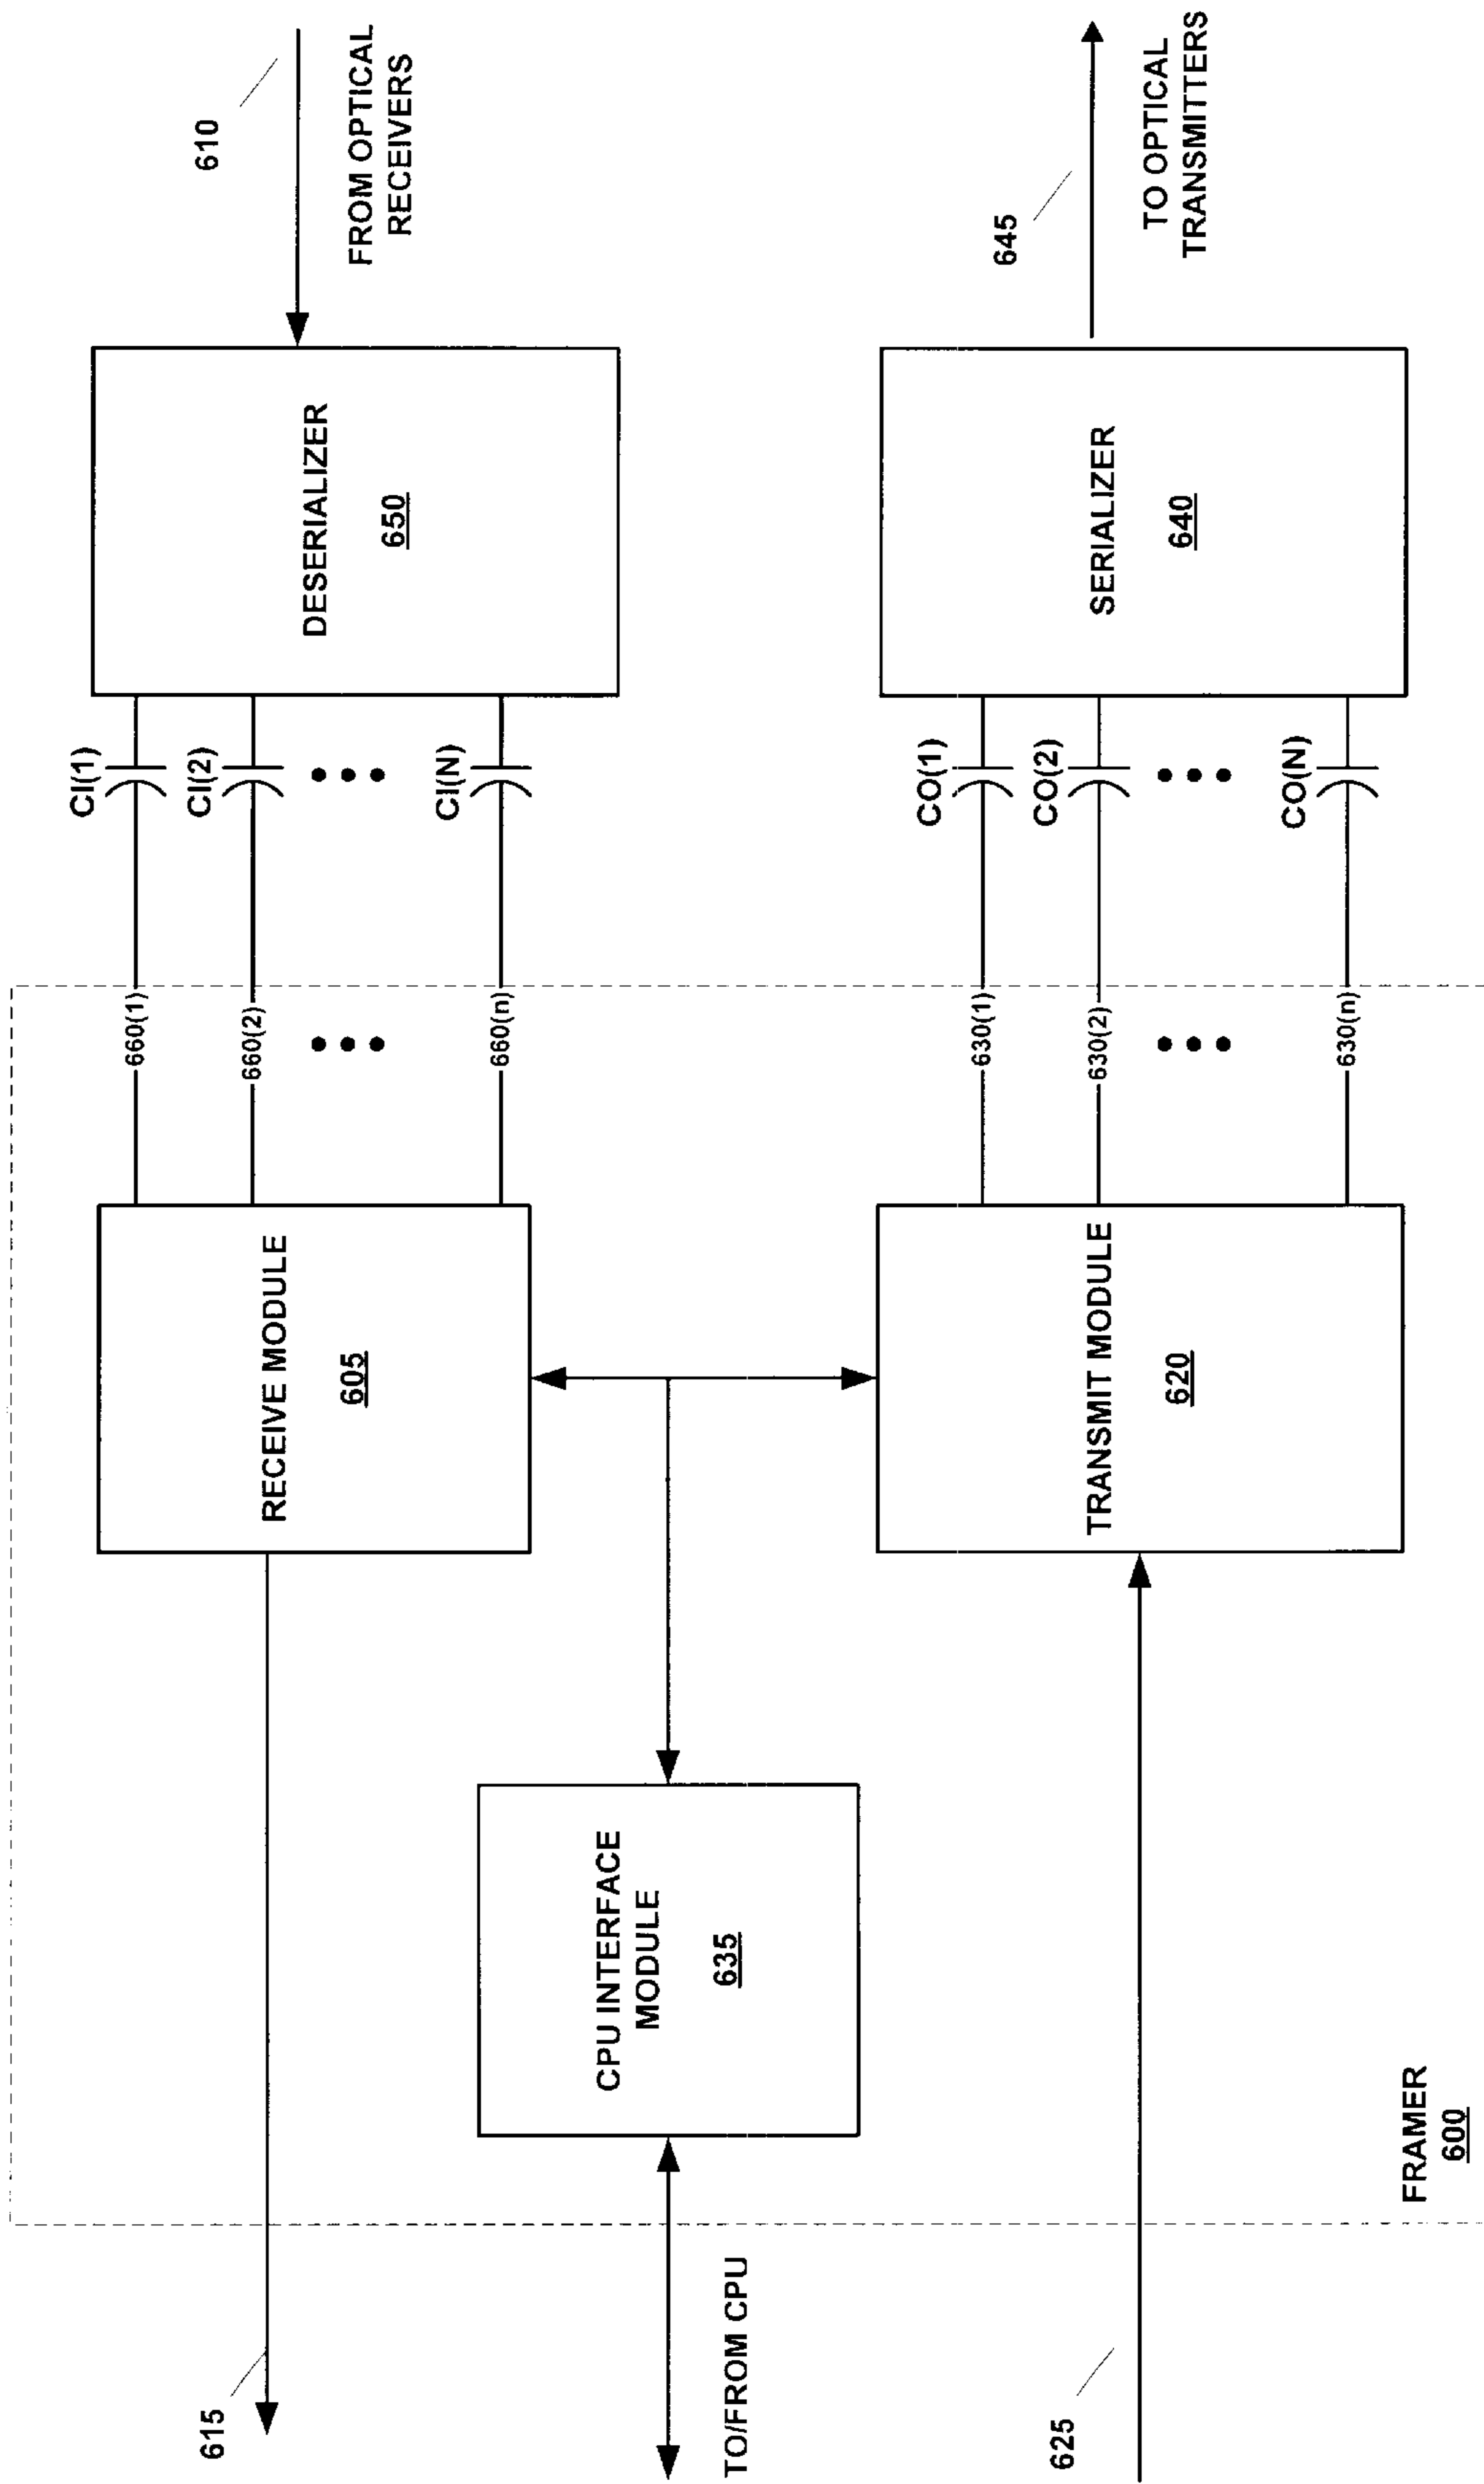 610
FROM OPTICAL
RECEIVERS
DESERIALIZER
650
CI(1)
CI(2)
CI(N)
660(1)
660(2)
660(n)
RECEIVE MODULE
605
615
CPU INTERFACE
MODULE
635
TO/FROM CPU
645
TO OPTICAL
TRANSMITTERS
SERIALIZER
640
CO(1)
CO(2)
CO(N)
630(1)
630(2)
630(n)
TRANSMIT MODULE
620
625
FRAMER
600